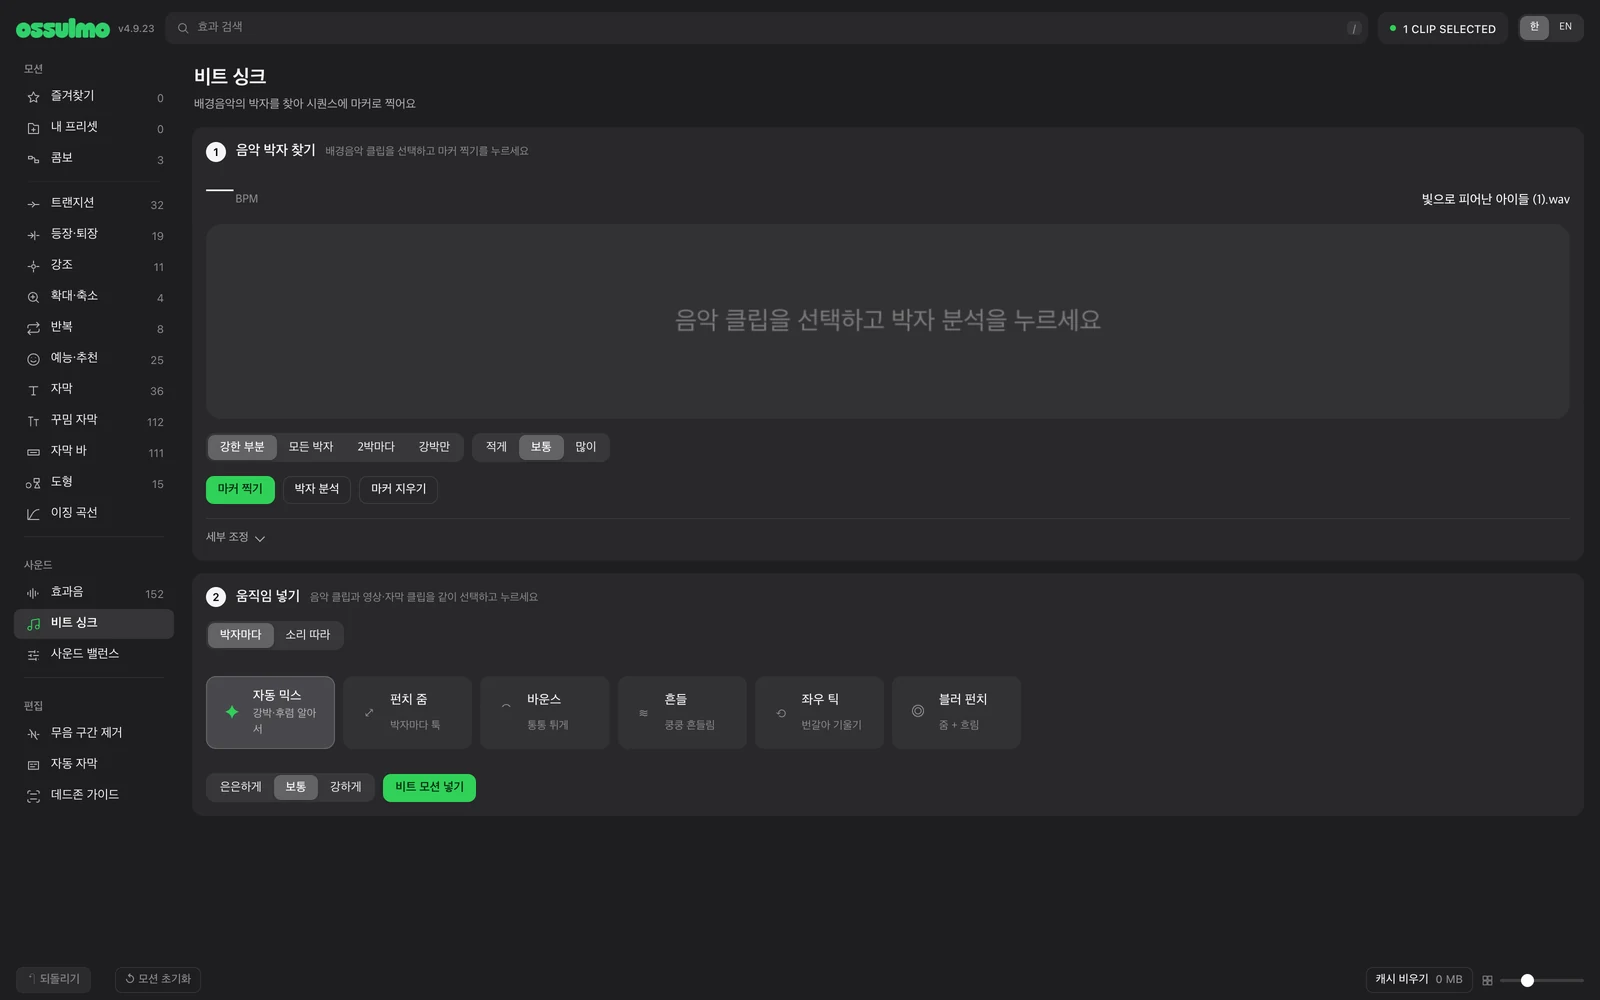 ossulmo v4.9.23
효과 검색
/
1 CLIP SELECTED
한 EN
모션
즐겨찾기 0
내 프리셋 0
콤보 3
트랜지션 32
등장·퇴장 19
강조 11
확대·축소 4
반복 8
예능·추천 25
자막 36
꾸밈 자막 112
자막 바 111
도형 15
이징 곡선
사운드
효과음 152
비트 싱크
사운드 밸런스
편집
무음 구간 제거
자동 자막
데드존 가이드
비트 싱크
배경음악의 박자를 찾아 시퀀스에 마커로 찍어요
1 음악 박자 찾기 배경음악 클립을 선택하고 마커 찍기를 누르세요
— BPM
빛으로 피어난 아이들 (1).wav
음악 클립을 선택하고 박자 분석을 누르세요
강한 부분 모든 박자 2박마다 강박만 적게 보통 많이
마커 찍기 박자 분석 마커 지우기
세부 조정
2 움직임 넣기 음악 클립과 영상·자막 클립을 같이 선택하고 누르세요
박자마다 소리 따라
자동 믹스
강박·후렴 알아
서
펀치 줌
박자마다 툭
바운스
통통 튀게
흔들
쿵쿵 흔들림
좌우 틱
번갈아 기울기
블러 펀치
줌 + 흐림
은은하게 보통 강하게 비트 모션 넣기
되돌리기
모션 초기화
캐시 비우기 0 MB